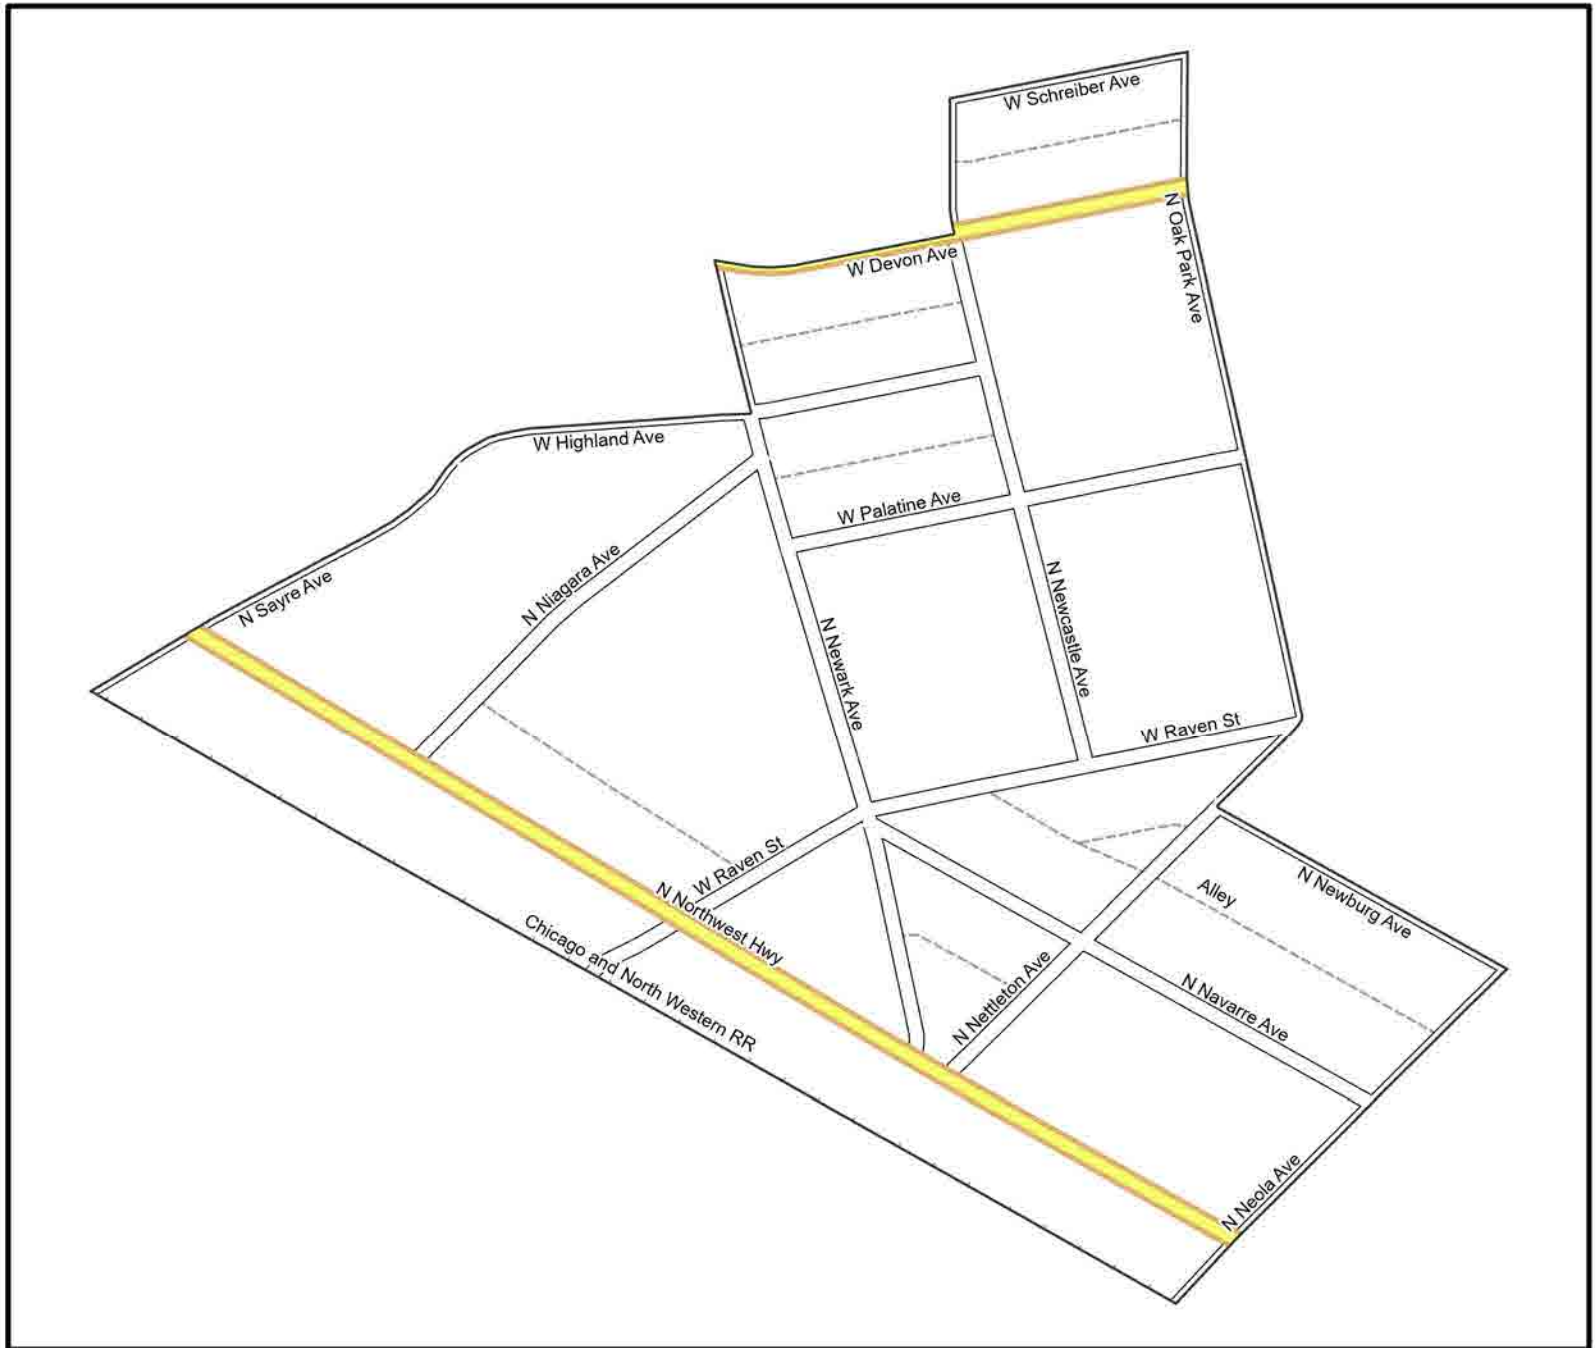 W Schreiber Ave
N Oak Park Ave
W Devon Ave
W Highland Ave
W Palatine Ave
N Niagara Ave
N Sayre Ave
N Newcastle Ave
N Newark Ave
W Raven St
W Raven St
N Northwest Hwy
Alley
N Newburg Ave
Chicago and North Western RR
N Nettleton Ave
N Navarre Ave
N Neola Ave